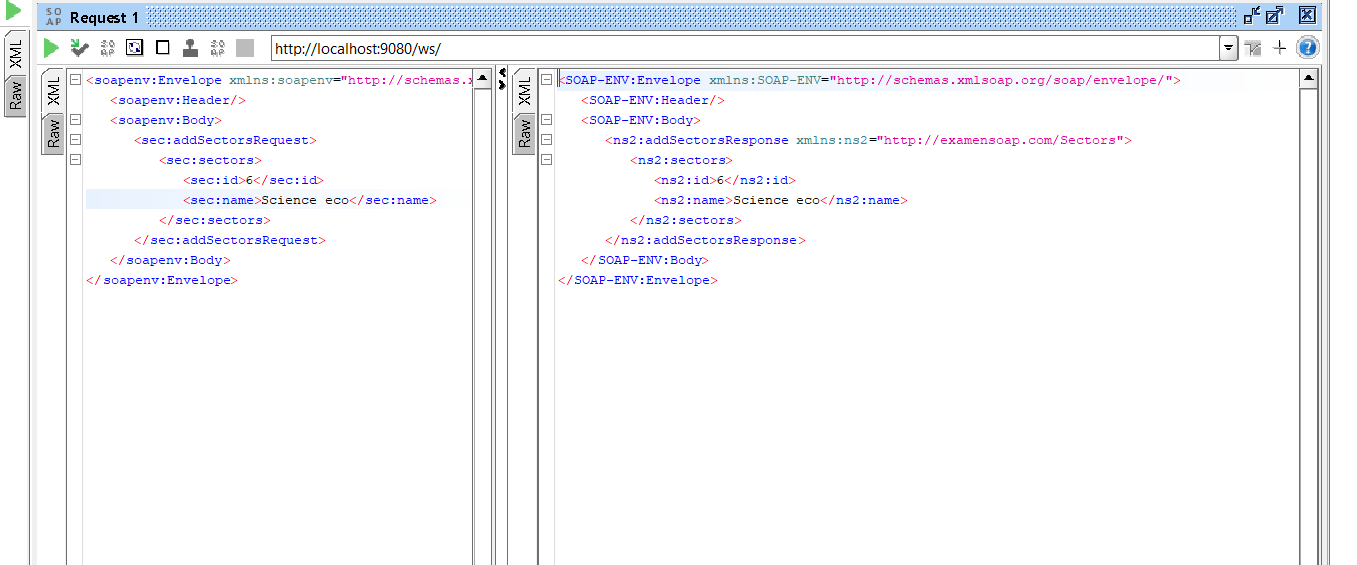 SO
AP
Request 1
http://localhost:9080/ws/
XML
Raw
XML
Raw
<soapenv:Envelope xmlns:soapenv="http://schemas.x
<soapenv:Header/>
<soapenv:Body>
<sec:addSectorsRequest>
<sec:sectors>
<sec:id>6</sec:id>
<sec:name>Science eco</sec:name>
</sec:sectors>
</sec:addSectorsRequest>
</soapenv:Body>
</soapenv:Envelope>
XML
Raw
<SOAP-ENV:Envelope xmlns:SOAP-ENV="http://schemas.xmlsoap.org/soap/envelope/">
<SOAP-ENV:Header/>
<SOAP-ENV:Body>
<ns2:addSectorsResponse xmlns:ns2="http://examensoap.com/Sectors">
<ns2:sectors>
<ns2:id>6</ns2:id>
<ns2:name>Science eco</ns2:name>
</ns2:sectors>
</ns2:addSectorsResponse>
</SOAP-ENV:Body>
</SOAP-ENV:Envelope>